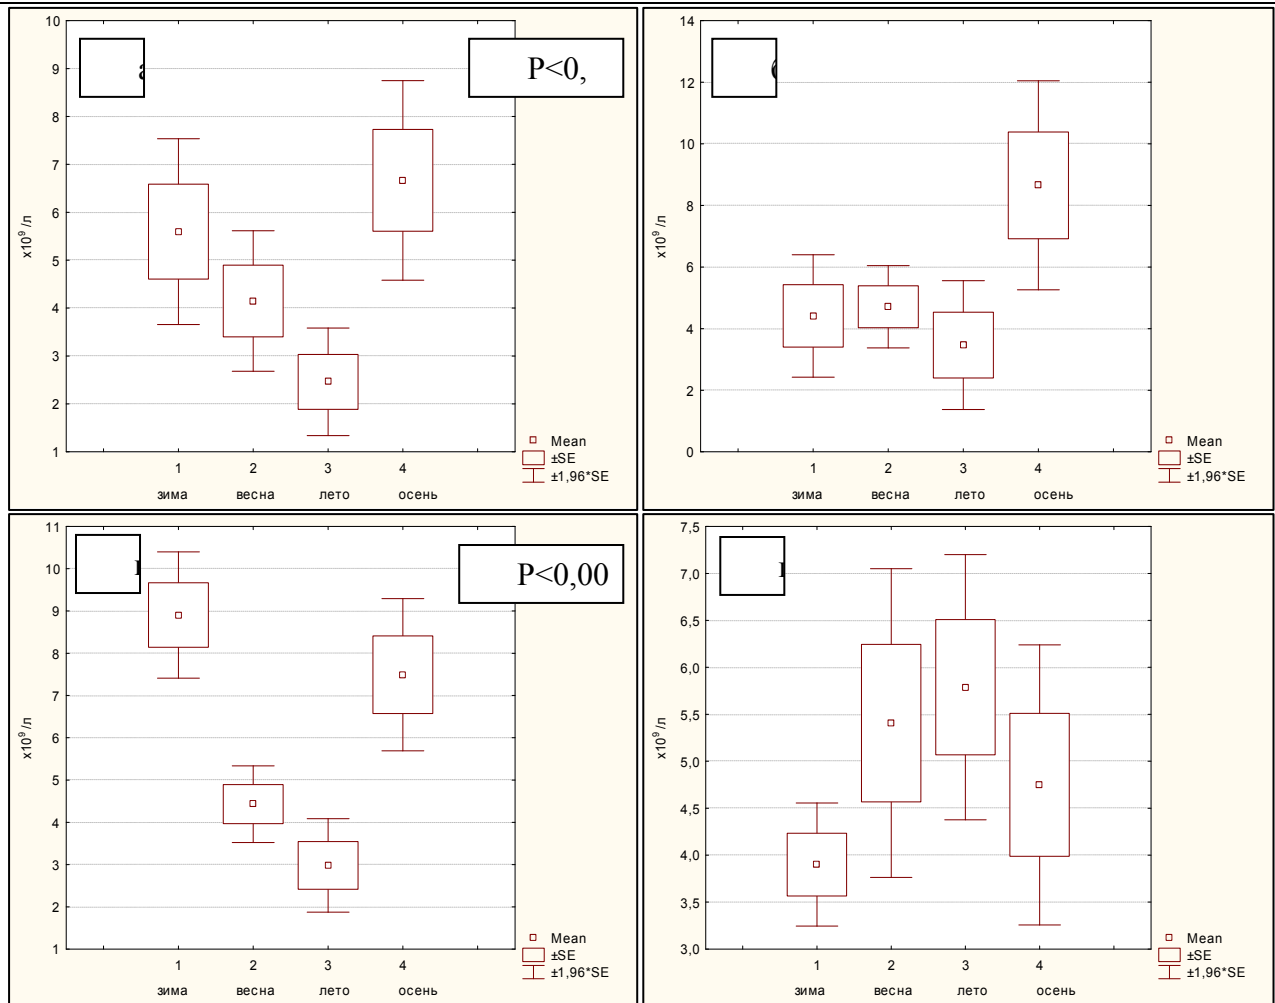 10
9
8
7
6
5
4
3
2
1
x10⁹/л
а
P<0,
1 2 3 4
зима весна лето осень
Mean
±SE
±1,96*SE
14
12
10
8
6
4
2
0
x10⁹/л
1 2 3 4
зима весна лето осень
Mean
±SE
±1,96*SE
11
10
9
8
7
6
5
4
3
2
1
x10⁹/л
P<0,00
1 2 3 4
зима весна лето осень
Mean
±SE
±1,96*SE
7,5
7,0
6,5
6,0
5,5
5,0
4,5
4,0
3,5
3,0
x10⁹/л
1 2 3 4
зима весна лето осень
Mean
±SE
±1,96*SE